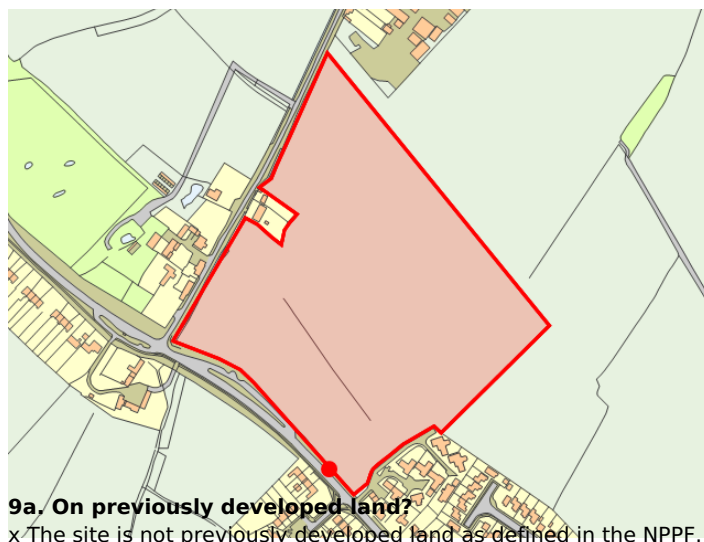 9a. On previously developed land?
x The site is not previously developed land as defined in the NPPF.